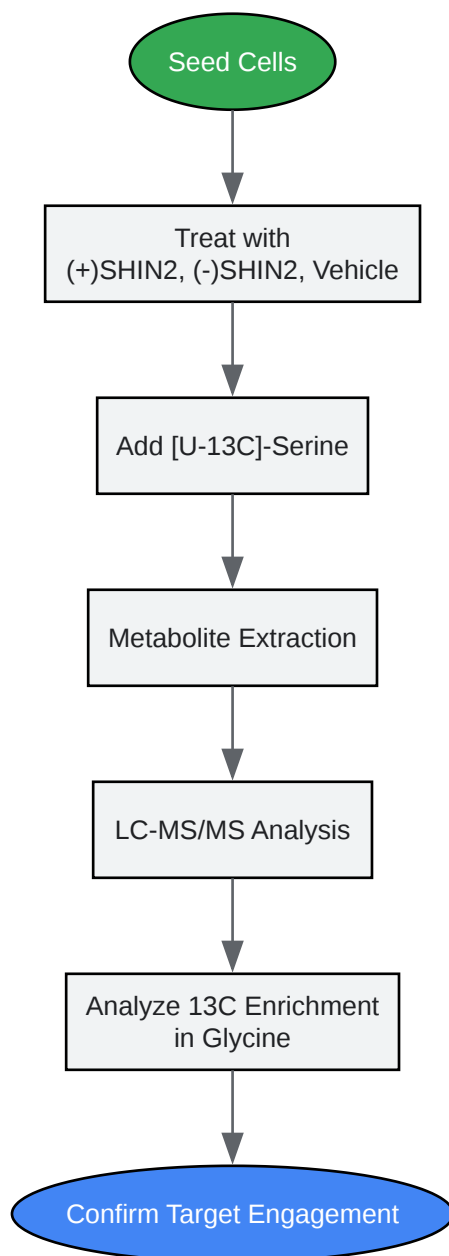 Seed Cells
Treat with
(+)SHIN2, (-)SHIN2, Vehicle
Add [U-13C]-Serine
Metabolite Extraction
LC-MS/MS Analysis
Analyze 13C Enrichment
in Glycine
Confirm Target Engagement